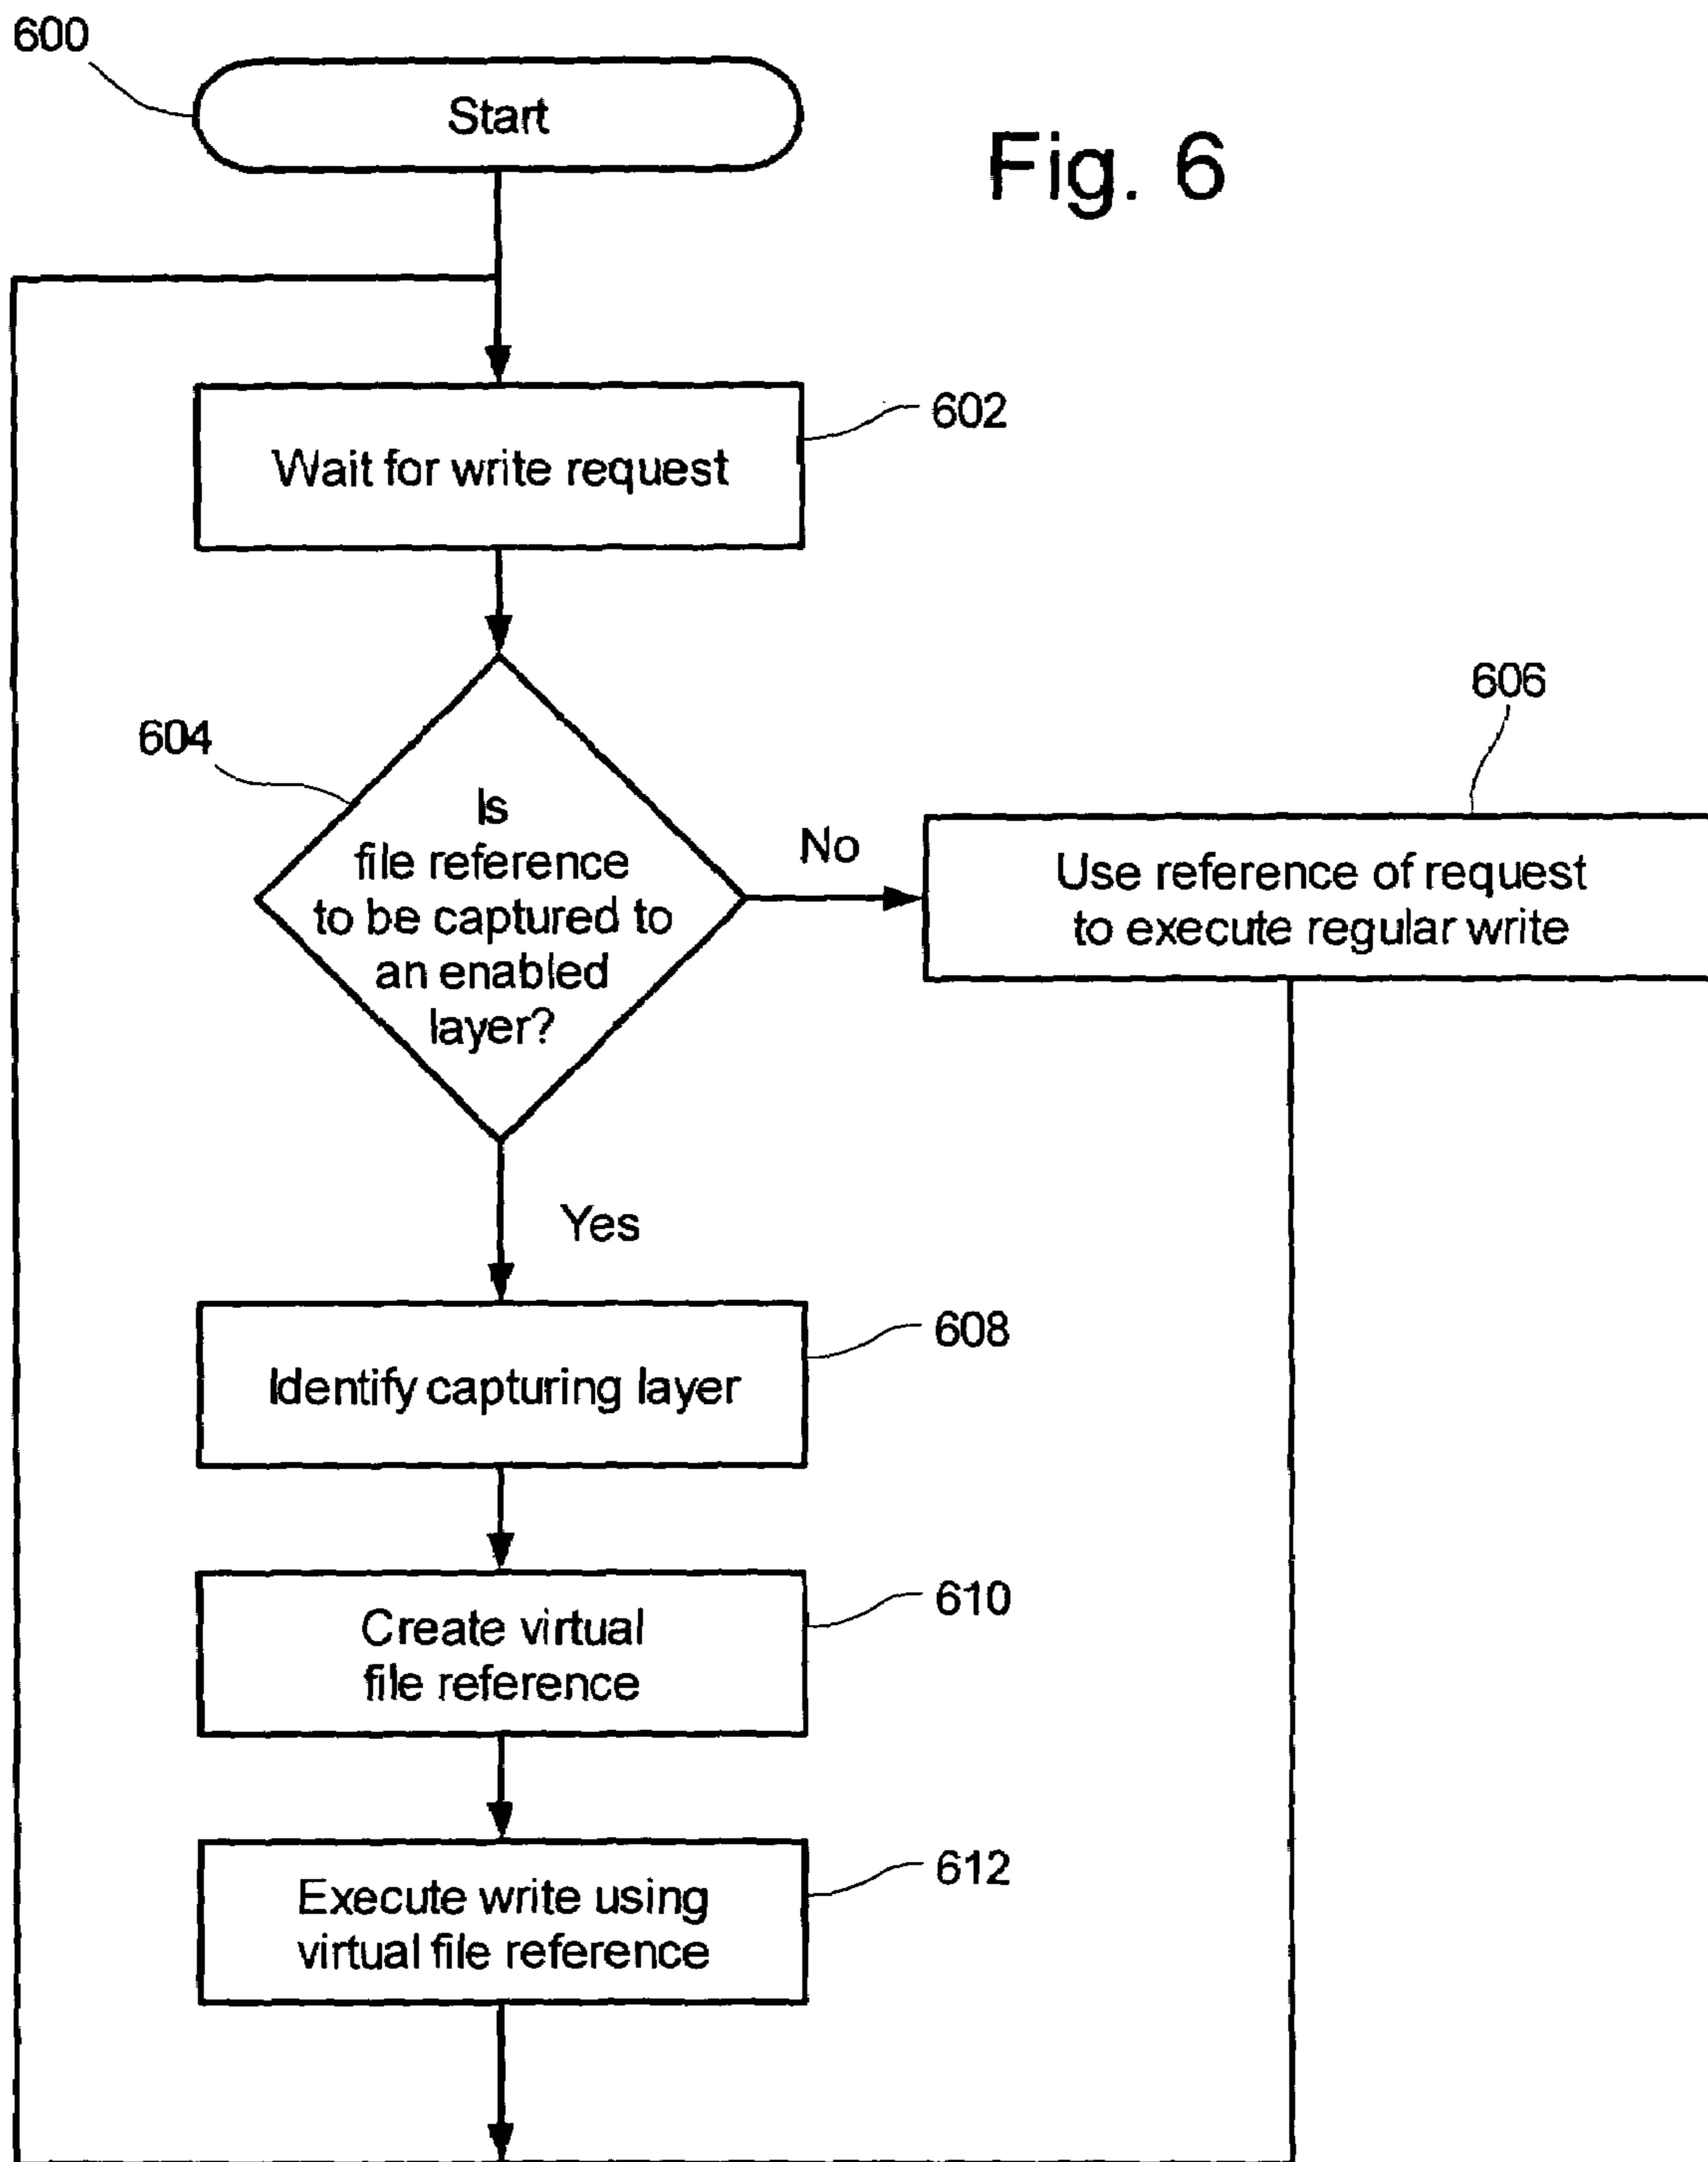 600
Start
Fig. 6
602
Wait for write request
604
Is
file reference
to be captured to
an enabled
layer?
No
606
Use reference of request
to execute regular write
Yes
608
Identify capturing layer
610
Create virtual
file reference
612
Execute write using
virtual file reference